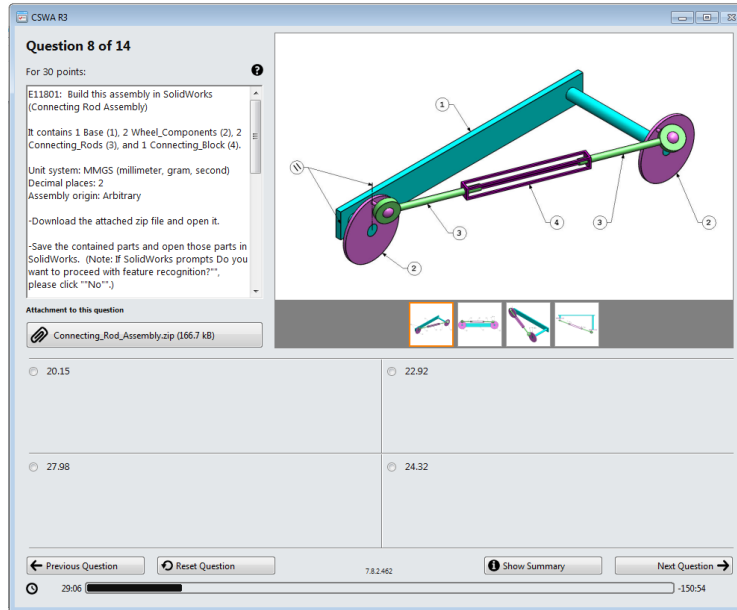 CSWA R3
Question 8 of 14
For 30 points:
E11801: Build this assembly in SolidWorks
(Connecting Rod Assembly)
It contains 1 Base (1), 2 Wheel_Components (2), 2
Connecting_Rods (3), and 1 Connecting_Block (4).
Unit system: MMGS (millimeter, gram, second)
Decimal places: 2
Assembly origin: Arbitrary
-Download the attached zip file and open it.
-Save the contained parts and open those parts in
SolidWorks. (Note: If SolidWorks prompts Do you
want to proceed with feature recognition?"",
please click ""No"".)
Attachment to this question
Connecting_Rod_Assembly.zip (166.7 kB)
1
2
3
4
3
2
20.15
22.92
27.98
24.32
Previous Question
Reset Question
7.8.2.462
Show Summary
Next Question
29:06
-150:54